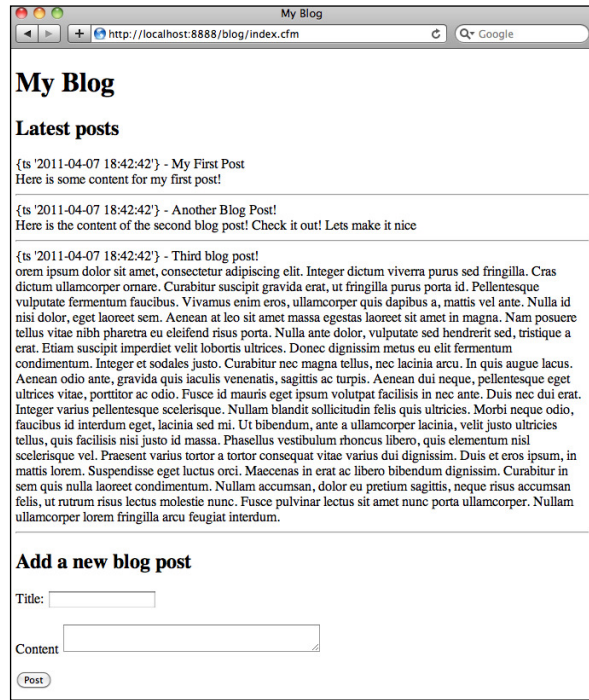 My Blog
http://localhost:8888/blog/index.cfm
Google
My Blog
Latest posts
{ts '2011-04-07 18:42:42'} - My First Post
Here is some content for my first post!
{ts '2011-04-07 18:42:42'} - Another Blog Post!
Here is the content of the second blog post! Check it out! Lets make it nice
{ts '2011-04-07 18:42:42'} - Third blog post!
orem ipsum dolor sit amet, consectetur adipiscing elit. Integer dictum viverra purus sed fringilla. Cras
dictum ullamcorper ornare. Curabitur suscipit gravida erat, ut fringilla purus porta id. Pellentesque
vulputate fermentum faucibus. Vivamus enim eros, ullamcorper quis dapibus a, mattis vel ante. Nulla id
nisi dolor, eget laoreet sem. Aenean at leo sit amet massa egestas laoreet sit amet in magna. Nam posuere
tellus vitae nibh pharetra eu eleifend risus porta. Nulla ante dolor, vulputate sed hendrerit sed, tristique a
erat. Etiam suscipit imperdiet velit lobortis ultrices. Donec dignissim metus eu elit fermentum
condimentum. Integer et sodales justo. Curabitur nec magna tellus, nec lacinia arcu. In quis augue lacus.
Aenean odio ante, gravida quis iaculis venenatis, sagittis ac turpis. Aenean dui neque, pellentesque eget
ultrices vitae, porttitor ac odio. Fusce id mauris eget ipsum volutpat facilisis in nec ante. Duis nec dui erat.
Integer varius pellentesque scelerisque. Nullam blandit sollicitudin felis quis ultricies. Morbi neque odio,
faucibus id interdum eget, lacinia sed mi. Ut bibendum, ante a ullamcorper lacinia, velit justo ultricies
tellus, quis facilisis nisi justo id massa. Phasellus vestibulum rhoncus libero, quis elementum nisl
scelerisque vel. Praesent varius tortor a tortor consequat vitae varius dui dignissim. Duis et eros ipsum, in
mattis lorem. Suspendisse eget luctus orci. Maecenas in erat ac libero bibendum dignissim. Curabitur in
sem quis nulla laoreet condimentum. Nullam accumsan, dolor eu pretium sagittis, neque risus accumsan
felis, ut rutrum risus lectus molestie nunc. Fusce pulvinar lectus sit amet nunc porta ullamcorper. Nullam
ullamcorper lorem fringilla arcu feugiat interdum.
Add a new blog post
Title:
Content
Post